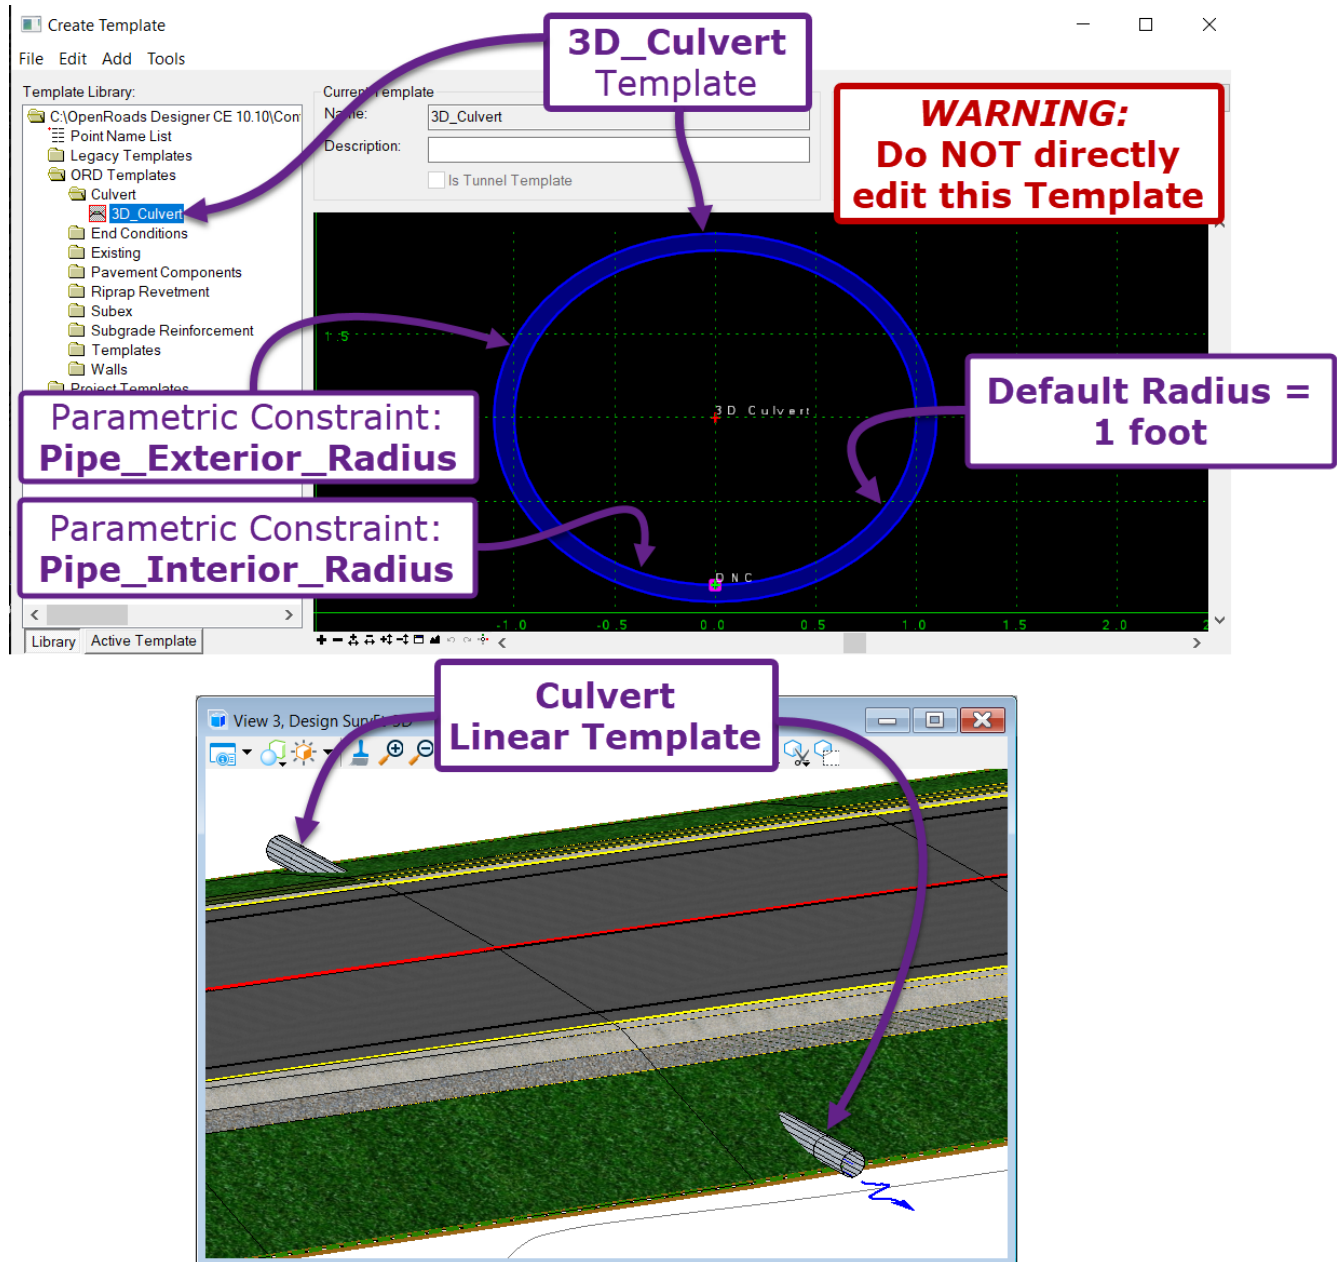 Create Template
File Edit Add Tools
3D_Culvert
Template
WARNING:
Do NOT directly
edit this Template
Template Library:
C:\OpenRoads Designer CE 10.10\Con
Point Name List
Legacy Templates
ORD Templates
Culvert
3D_Culvert
End Conditions
Existing
Pavement Components
Riprap Revetment
Subex
Subgrade Reinforcement
Templates
Walls
Project Templates
Library Active Template
Current Template
Name: 3D_Culvert
Description:
Is Tunnel Template
1.5
3D Culvert
DNC
-1.0 -0.5 0.0 0.5 1.0 1.5 2.0
Parametric Constraint:
Pipe_Exterior_Radius
Parametric Constraint:
Pipe_Interior_Radius
Default Radius =
1 foot
Culvert
Linear Template
View 3, Design